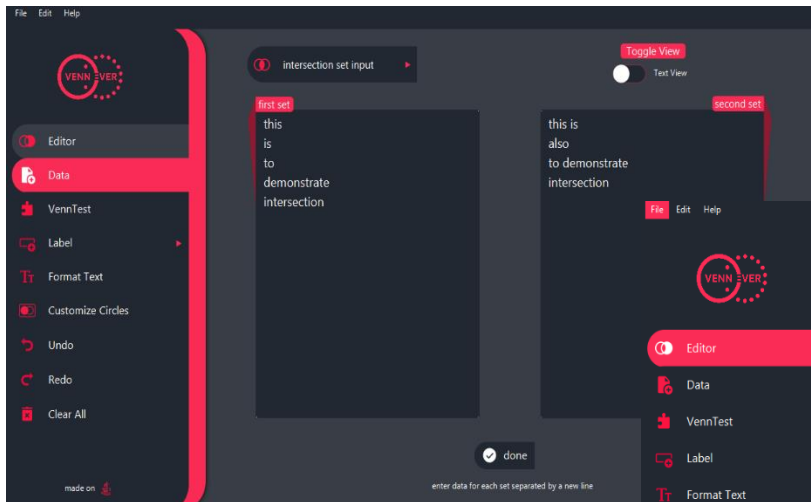 File Edit Help
VENN EVER
Editor
Data
VennTest
Label
Format Text
Customize Circles
Undo
Redo
Clear All
made on
intersection set input
Toggle View
Text View
first set
this
is
to
demonstrate
intersection
second set
this is
also
to demonstrate
intersection
done
enter data for each set separated by a new line
File Edit Help
VENN EVER
Editor
Data
VennTest
Label
Format Text